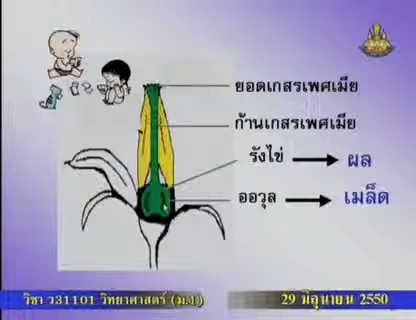 ยอดเกสรเพศเมีย
ก้านเกสรเพศเมีย
รังไข่ ผล
ออวุล เมล็ด
วิชา ว31101 วิทยาศาสตร์ (ม.1) 29 มิถุนายน 2550